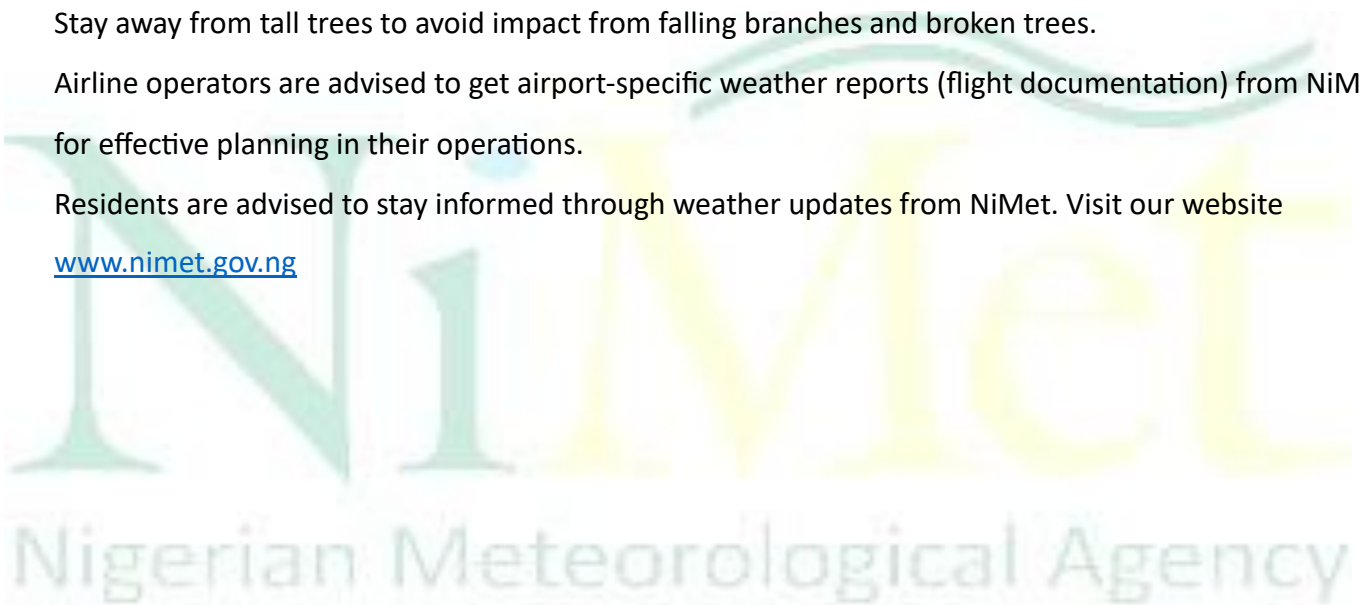 Stay away from tall trees to avoid impact from falling branches and broken trees.
Airline operators are advised to get airport-specific weather reports (flight documentation) from NiM
for effective planning in their operations.
Residents are advised to stay informed through weather updates from NiMet. Visit our website
www.nimet.gov.ng
NiMet
Nigerian Meteorological Agency